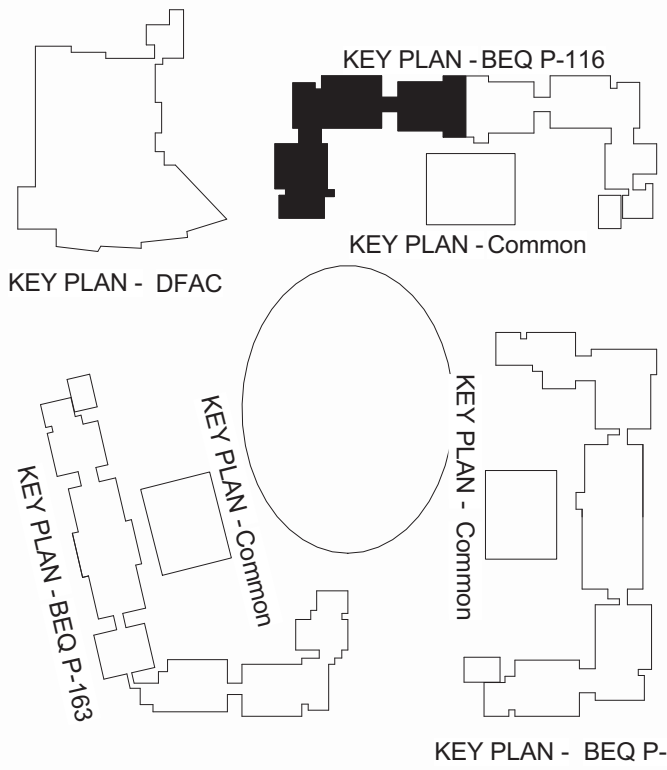 KEY PLAN - BEQ P-116
KEY PLAN - Common
KEY PLAN - DFAC
KEY PLAN - Common
KEY PLAN - Common
KEY PLAN - BEQ P-163
KEY PLAN - BEQ P-